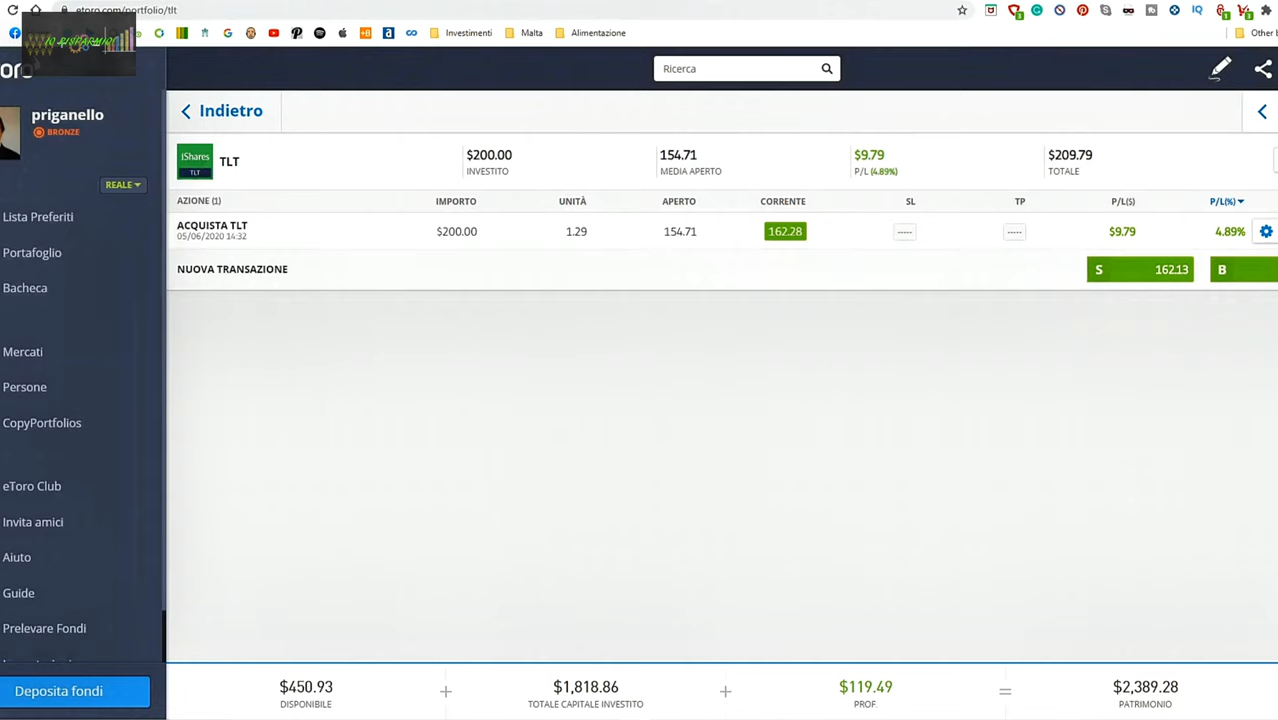 etoro.com/portfolio/tlt
Investimenti Malta Alimentazione Other
IO RISPARMIO
Ricerca
priganello
BRONZE
REALE
Lista Preferiti
Portafoglio
Bacheca
Mercati
Persone
CopyPortfolios
eToro Club
Invita amici
Aiuto
Guide
Prelevare Fondi
Deposita fondi
Indietro
iShares
TLT
TLT
$200.00
INVESTITO
154.71
MEDIA APERTO
$9.79
P/L (4.89%)
$209.79
TOTALE
AZIONE (1) IMPORTO UNITÀ APERTO CORRENTE SL TP P/L($) P/L(%)
ACQUISTA TLT
05/06/2020 14:32
$200.00 1.29 154.71 162.28 ----- ----- $9.79 4.89%
NUOVA TRANSAZIONE S 162.13 B
$450.93 + $1,818.86 + $119.49 = $2,389.28
DISPONIBILE TOTALE CAPITALE INVESTITO PROF. PATRIMONIO